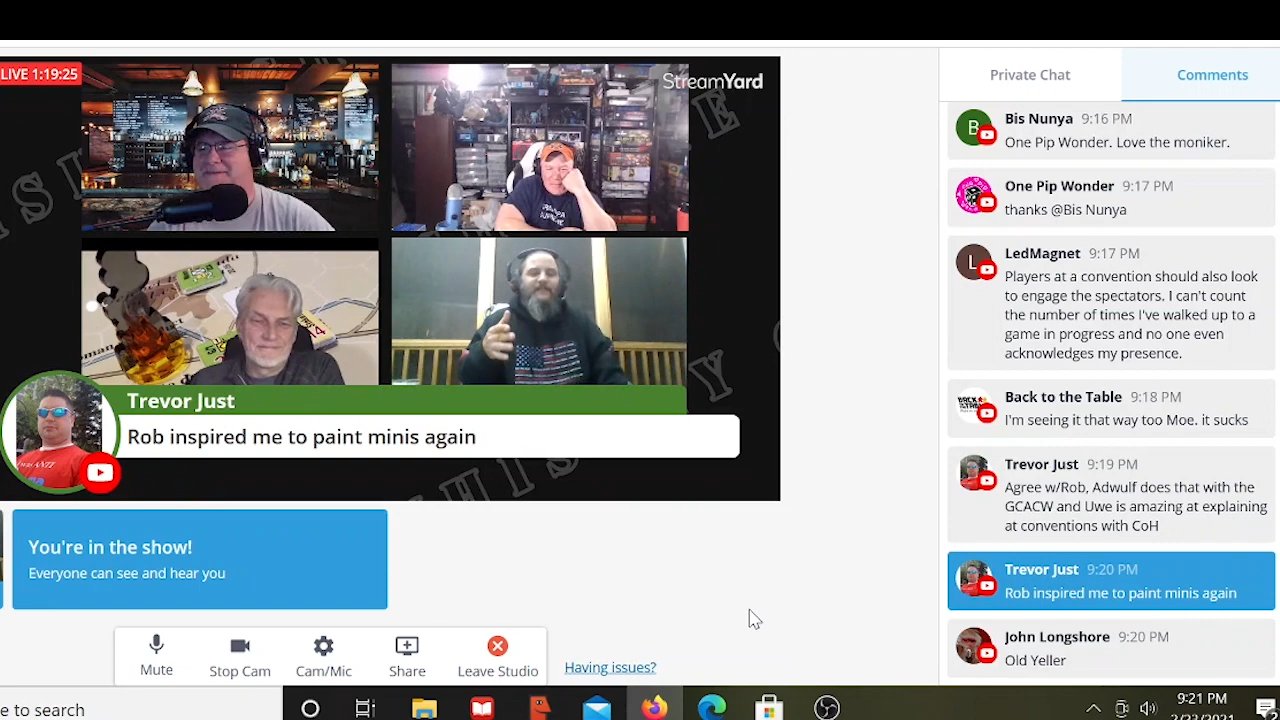 LIVE 1:19:25
StreamYard
Trevor Just
Rob inspired me to paint minis again
You're in the show!
Everyone can see and hear you
Mute
Stop Cam
Cam/Mic
Share
Leave Studio
Having issues?
Private Chat
Comments
Bis Nunya 9:16 PM
One Pip Wonder. Love the moniker.
One Pip Wonder 9:17 PM
thanks @Bis Nunya
LedMagnet 9:17 PM
Players at a convention should also look
to engage the spectators. I can't count
the number of times I've walked up to a
game in progress and no one even
acknowledges my presence.
Back to the Table 9:18 PM
I'm seeing it that way too Moe. it sucks
Trevor Just 9:19 PM
Agree w/Rob, Adwulf does that with the
GCACW and Uwe is amazing at explaining
at conventions with CoH
Trevor Just 9:20 PM
Rob inspired me to paint minis again
John Longshore 9:20 PM
Old Yeller
e to search
9:21 PM